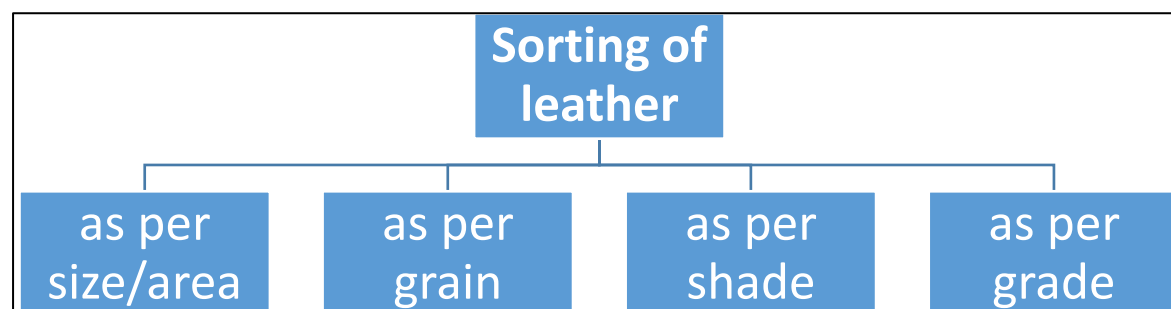 Sorting of
leather
as per
size/area
as per
grain
as per
shade
as per
grade